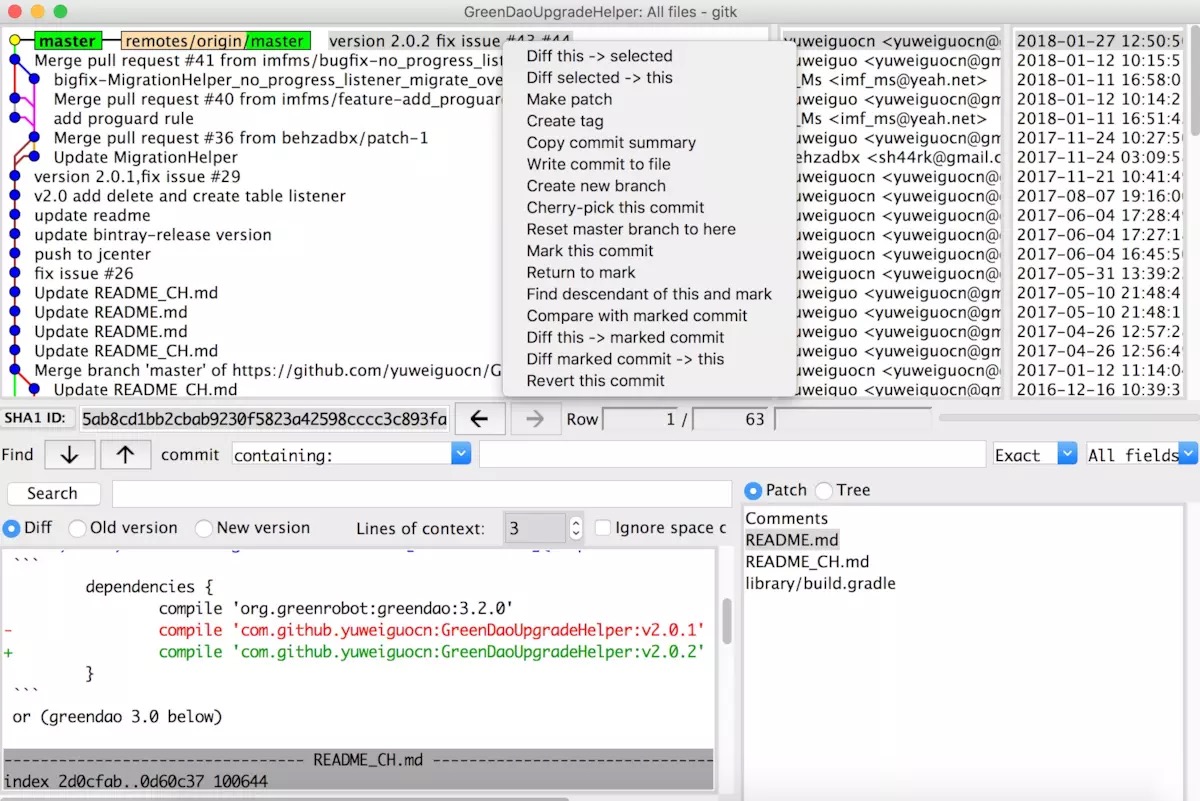 GreenDaoUpgradeHelper: All files - gitk
master remotes/origin/master version 2.0.2 fix issue #43 #44
Merge pull request #41 from imfms/bugfix-no_progress_list
bigfix-MigrationHelper_no_progress_listener_migrate_ove
Merge pull request #40 from imfms/feature-add_proguard
add proguard rule
Merge pull request #36 from behzadbx/patch-1
Update MigrationHelper
version 2.0.1,fix issue #29
v2.0 add delete and create table listener
update readme
update bintray-release version
push to jcenter
fix issue #26
Update README_CH.md
Update README.md
Update README.md
Update README_CH.md
Merge branch 'master' of https://github.com/yuweiguocn/G
Update README_CH.md
Diff this -> selected
Diff selected -> this
Make patch
Create tag
Copy commit summary
Write commit to file
Create new branch
Cherry-pick this commit
Reset master branch to here
Mark this commit
Return to mark
Find descendant of this and mark
Compare with marked commit
Diff this -> marked commit
Diff marked commit -> this
Revert this commit
yuweiguocn <yuweiguocn@
uweiguocn <yuweiguocn@
_Ms <imf_ms@yeah.net>
uweiguo <yuweiguocn@gm
_Ms <imf_ms@yeah.net>
uweiguo <yuweiguocn@gm
ehzadbx <sh44rk@gmail.c
uweiguocn <yuweiguocn@
uweiguocn <yuweiguocn@
uweiguocn <yuweiguocn@
uweiguocn <yuweiguocn@
uweiguocn <yuweiguocn@
uweiguocn <yuweiguocn@
uweiguo <yuweiguocn@gm
uweiguo <yuweiguocn@gm
uweiguo <yuweiguocn@gm
uweiguo <yuweiguocn@gm
uweiguocn <yuweiguocn@
uweiguo <yuweiguocn@gm
2018-01-27 12:50:5
2018-01-12 10:15:5
2018-01-11 16:58:0
2018-01-12 10:14:2
2018-01-11 16:51:4
2017-11-24 10:27:5
2017-11-24 03:09:5
2017-11-21 10:41:4
2017-08-07 19:16:0
2017-06-04 17:28:4
2017-06-04 17:27:1
2017-06-04 16:45:5
2017-05-31 13:39:2
2017-05-10 21:48:4
2017-05-10 21:48:1
2017-04-26 12:57:2
2017-04-26 12:56:4
2017-01-12 11:14:0
2016-12-16 10:39:3
SHA1 ID: 5ab8cd1bb2cbab9230f5823a42598cccc3c893fa Row 1 / 63
Find commit containing: Exact All fields
Search
Diff Old version New version Lines of context: 3 Ignore space c
Patch Tree
Comments
README.md
README_CH.md
library/build.gradle
```
dependencies {
compile 'org.greenrobot:greendao:3.2.0'
- compile 'com.github.yuweiguocn:GreenDaoUpgradeHelper:v2.0.1'
+ compile 'com.github.yuweiguocn:GreenDaoUpgradeHelper:v2.0.2'
}
```
or (greendao 3.0 below)
------------------------------ README_CH.md ------------------------------
index 2d0cfab..0d60c37 100644